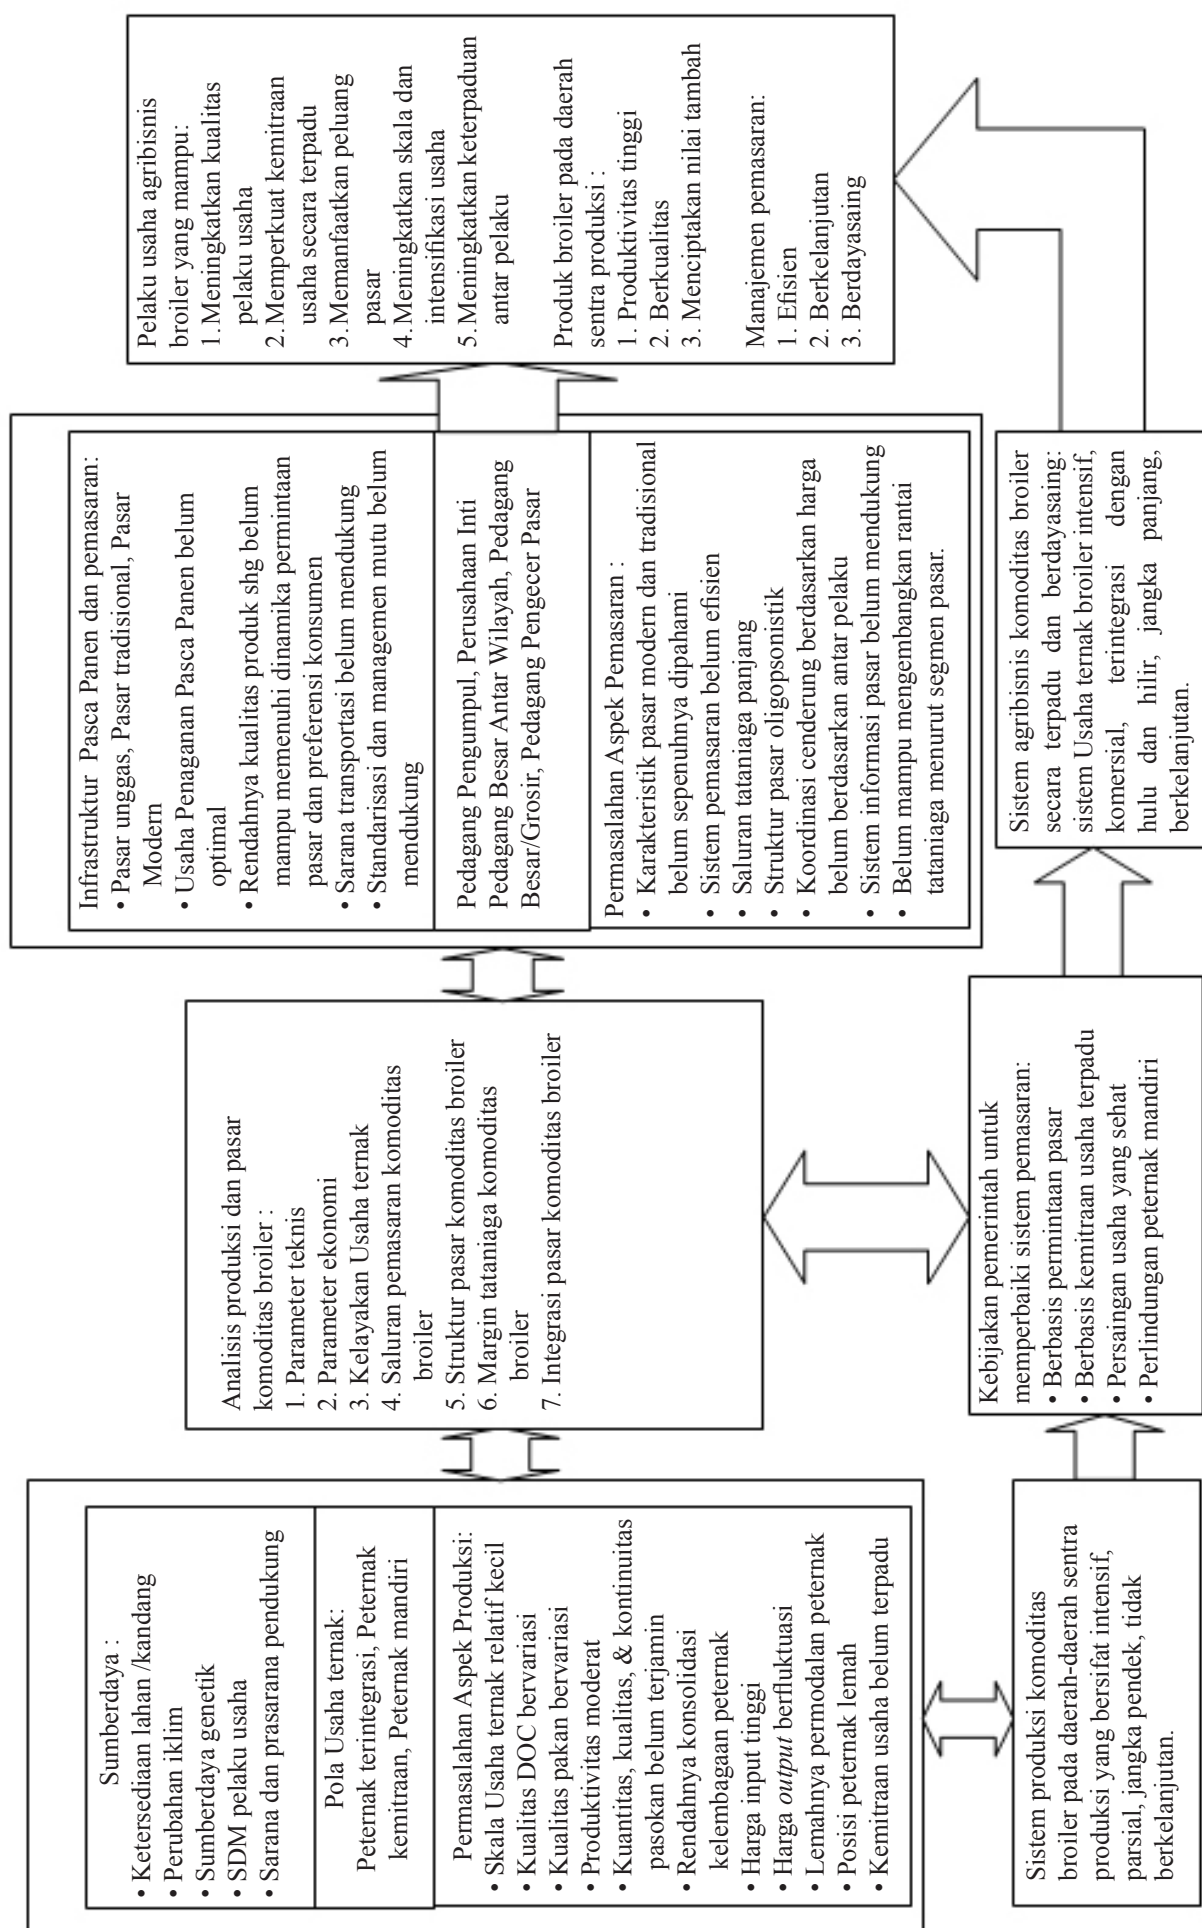 Sumberdaya :
• Ketersediaan lahan /kandang
• Perubahan iklim
• Sumberdaya genetik
• SDM pelaku usaha
• Sarana dan prasarana pendukung
Pola Usaha ternak:
Peternak terintegrasi, Peternak
kemitraan, Peternak mandiri
Permasalahan Aspek Produksi:
• Skala Usaha ternak relatif kecil
• Kualitas DOC bervariasi
• Kualitas pakan bervariasi
• Produktivitas moderat
• Kuantitas, kualitas, & kontinuitas
pasokan belum terjamin
• Rendahnya konsolidasi
kelembagaan peternak
• Harga input tinggi
• Harga output berfluktuasi
• Lemahnya permodalan peternak
• Posisi peternak lemah
• Kemitraan usaha belum terpadu
Sistem produksi komoditas
broiler pada daerah-daerah sentra
produksi yang bersifat intensif,
parsial, jangka pendek, tidak
berkelanjutan.
Analisis produksi dan pasar
komoditas broiler :
1. Parameter teknis
2. Parameter ekonomi
3. Kelayakan Usaha ternak
4. Saluran pemasaran komoditas
broiler
5. Struktur pasar komoditas broiler
6. Margin tataniaga komoditas
broiler
7. Integrasi pasar komoditas broiler
Kebijakan pemerintah untuk
memperbaiki sistem pemasaran:
• Berbasis permintaan pasar
• Berbasis kemitraan usaha terpadu
• Persaingan usaha yang sehat
• Perlindungan peternak mandiri
Infrastruktur Pasca Panen dan pemasaran:
• Pasar unggas, Pasar tradisional, Pasar
Modern
• Usaha Penaganan Pasca Panen belum
optimal
• Rendahnya kualitas produk shg belum
mampu memenuhi dinamika permintaan
pasar dan preferensi konsumen
• Sarana transportasi belum mendukung
• Standarisasi dan managemen mutu belum
mendukung
Pedagang Pengumpul, Perusahaan Inti
Pedagang Besar Antar Wilayah, Pedagang
Besar/Grosir, Pedagang Pengecer Pasar
Permasalahan Aspek Pemasaran :
• Karakteristik pasar modern dan tradisional
belum sepenuhnya dipahami
• Sistem pemasaran belum efisien
• Saluran tataniaga panjang
• Struktur pasar oligopsonistik
• Koordinasi cenderung berdasarkan harga
belum berdasarkan antar pelaku
• Sistem informasi pasar belum mendukung
• Belum mampu mengembangkan rantai
tataniaga menurut segmen pasar.
Sistem agribisnis komoditas broiler
secara terpadu dan berdayasaing:
sistem Usaha ternak broiler intensif,
komersial, terintegrasi dengan
hulu dan hilir, jangka panjang,
berkelanjutan.
Pelaku usaha agribisnis
broiler yang mampu:
1. Meningkatkan kualitas
pelaku usaha
2. Memperkuat kemitraan
usaha secara terpadu
3. Memanfaatkan peluang
pasar
4. Meningkatkan skala dan
intensifikasi usaha
5. Meningkatkan keterpaduan
antar pelaku
Produk broiler pada daerah
sentra produksi :
1. Produktivitas tinggi
2. Berkualitas
3. Menciptakan nilai tambah
Manajemen pemasaran:
1. Efisien
2. Berkelanjutan
3. Berdayasaing